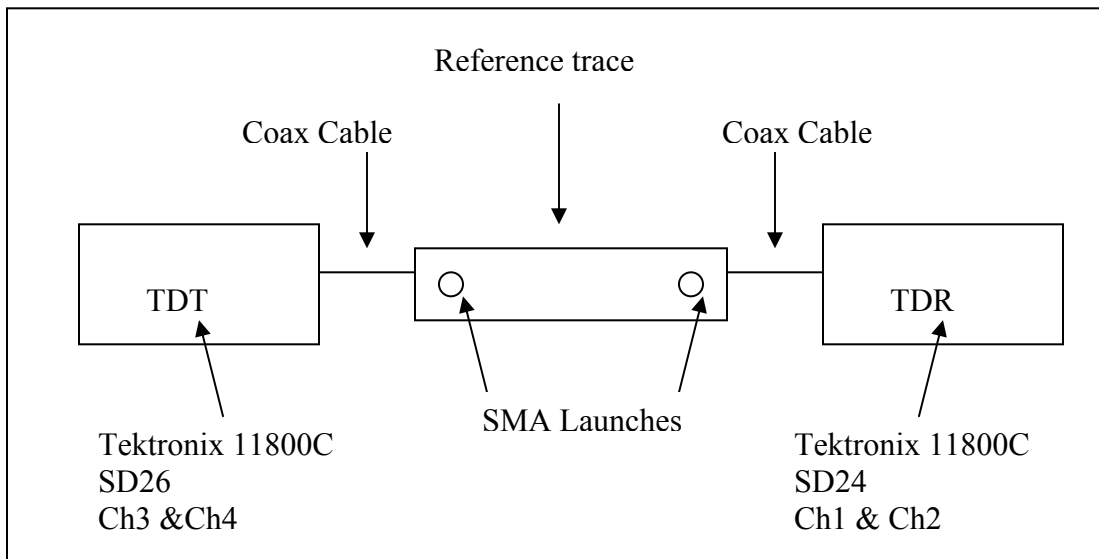 Reference trace
Coax Cable
Coax Cable
TDT
TDR
SMA Launches
Tektronix 11800C
SD26
Ch3 &Ch4
Tektronix 11800C
SD24
Ch1 & Ch2